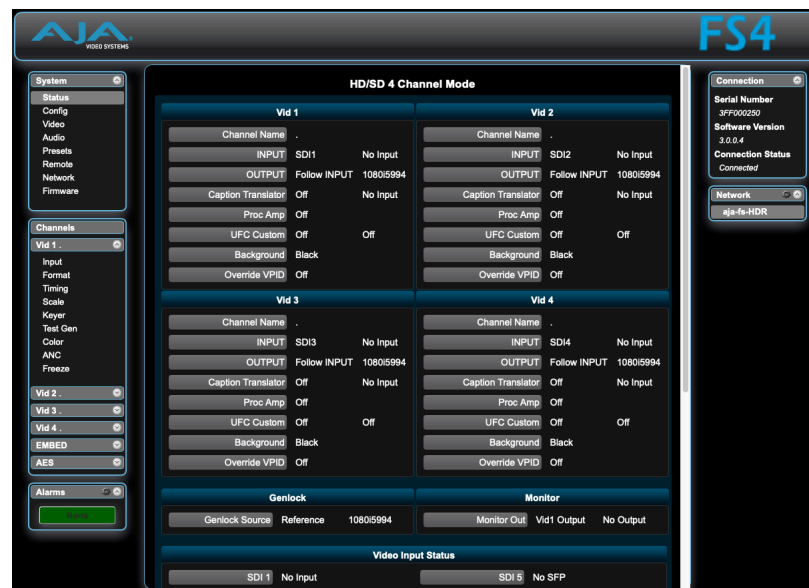 AJA
VIDEO SYSTEMS
FS4
System
Status
Config
Video
Audio
Presets
Remote
Network
Firmware
Channels
Vid 1 .
Input
Format
Timing
Scale
Keyer
Test Gen
Color
ANC
Freeze
Vid 2 .
Vid 3 .
Vid 4 .
EMBED
AES
Alarms
None
HD/SD 4 Channel Mode
Vid 1
Channel Name .
INPUT SDI1 No Input
OUTPUT Follow INPUT 1080i5994
Caption Translator Off No Input
Proc Amp Off
UFC Custom Off Off
Background Black
Override VPID Off
Vid 2
Channel Name .
INPUT SDI2 No Input
OUTPUT Follow INPUT 1080i5994
Caption Translator Off No Input
Proc Amp Off
UFC Custom Off Off
Background Black
Override VPID Off
Vid 3
Channel Name .
INPUT SDI3 No Input
OUTPUT Follow INPUT 1080i5994
Caption Translator Off No Input
Proc Amp Off
UFC Custom Off Off
Background Black
Override VPID Off
Vid 4
Channel Name .
INPUT SDI4 No Input
OUTPUT Follow INPUT 1080i5994
Caption Translator Off No Input
Proc Amp Off
UFC Custom Off Off
Background Black
Override VPID Off
Genlock
Genlock Source Reference 1080i5994
Monitor
Monitor Out Vid1 Output No Output
Video Input Status
SDI 1 No Input
SDI 5 No SFP
Connection
Serial Number
3FF000250
Software Version
3.0.0.4
Connection Status
Connected
Network
aja-fs-HDR